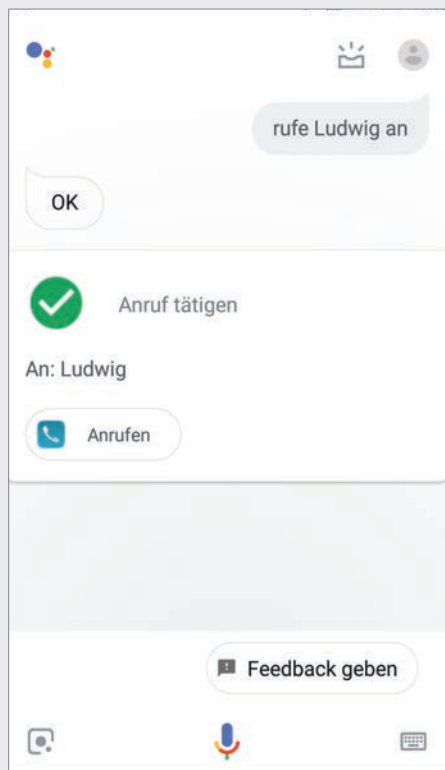 rufe Ludwig an
OK
Anruf tätigen
An: Ludwig
Anrufen
Feedback geben